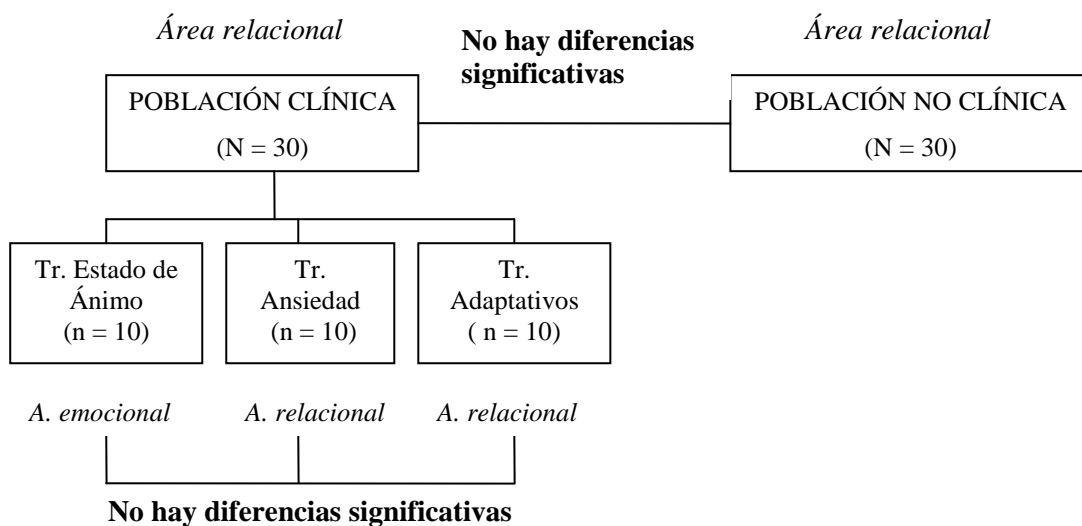 Área relacional
No hay diferencias
significativas
Área relacional
POBLACIÓN CLÍNICA
(N = 30)
POBLACIÓN NO CLÍNICA
(N = 30)
Tr. Estado de
Ánimo
(n = 10)
Tr.
Ansiedad
(n = 10)
Tr.
Adaptativos
( n = 10)
A. emocional
A. relacional
A. relacional
No hay diferencias significativas